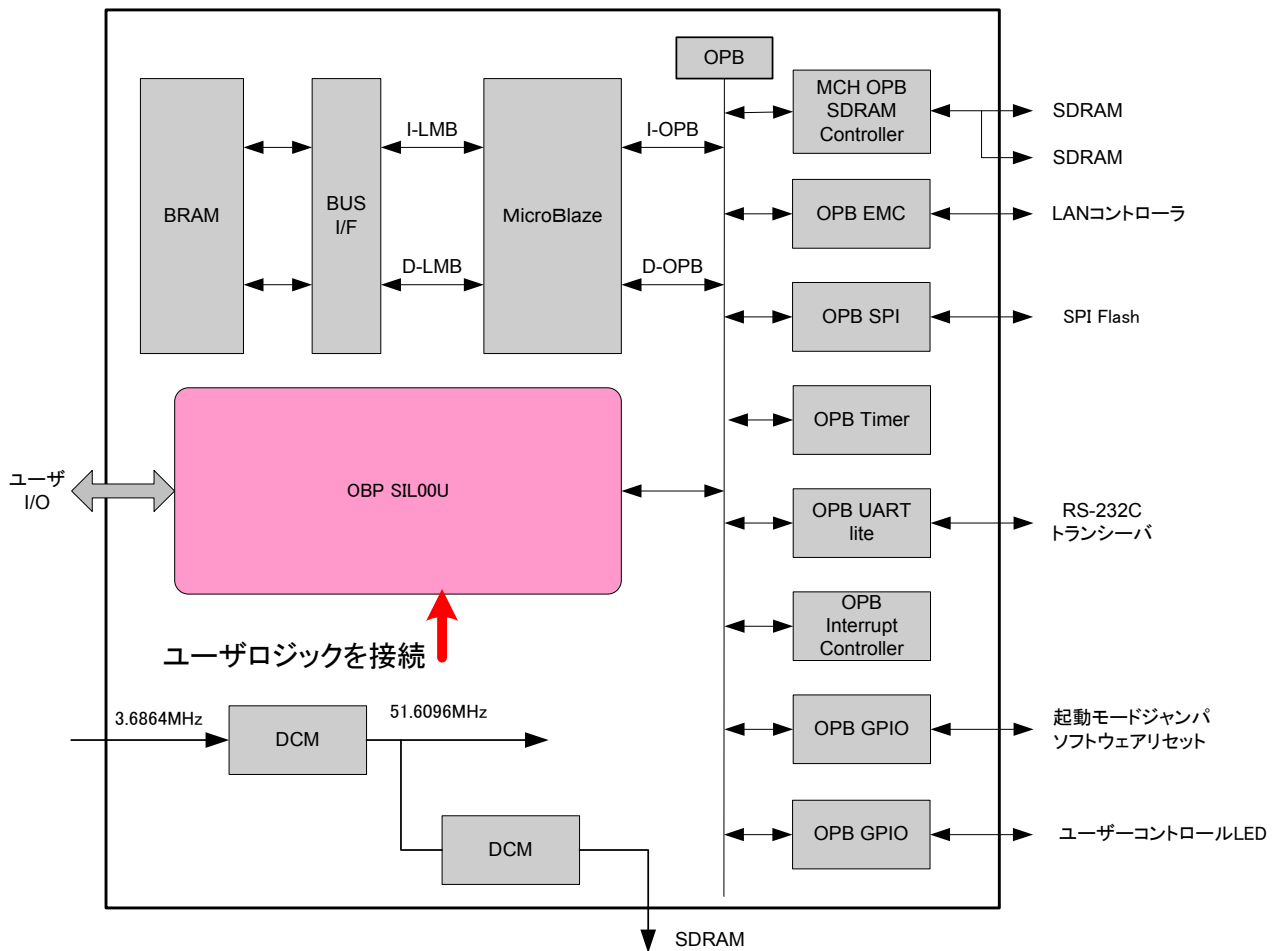 OPB
MCH OPB
SDRAM
Controller
SDRAM
SDRAM
I-LMB
I-OPB
BRAM
BUS
I/F
MicroBlaze
OPB EMC
LANコントローラ
D-LMB
D-OPB
OPB SPI
SPI Flash
OPB Timer
ユーザ
I/O
OBP SIL00U
OPB UART
lite
RS-232C
トランシーバ
OPB
Interrupt
Controller
ユーザロジックを接続
3.6864MHz
DCM
51.6096MHz
OPB GPIO
起動モードジャンパ
ソフトウェアリセット
DCM
OPB GPIO
ユーザーコントロールLED
SDRAM